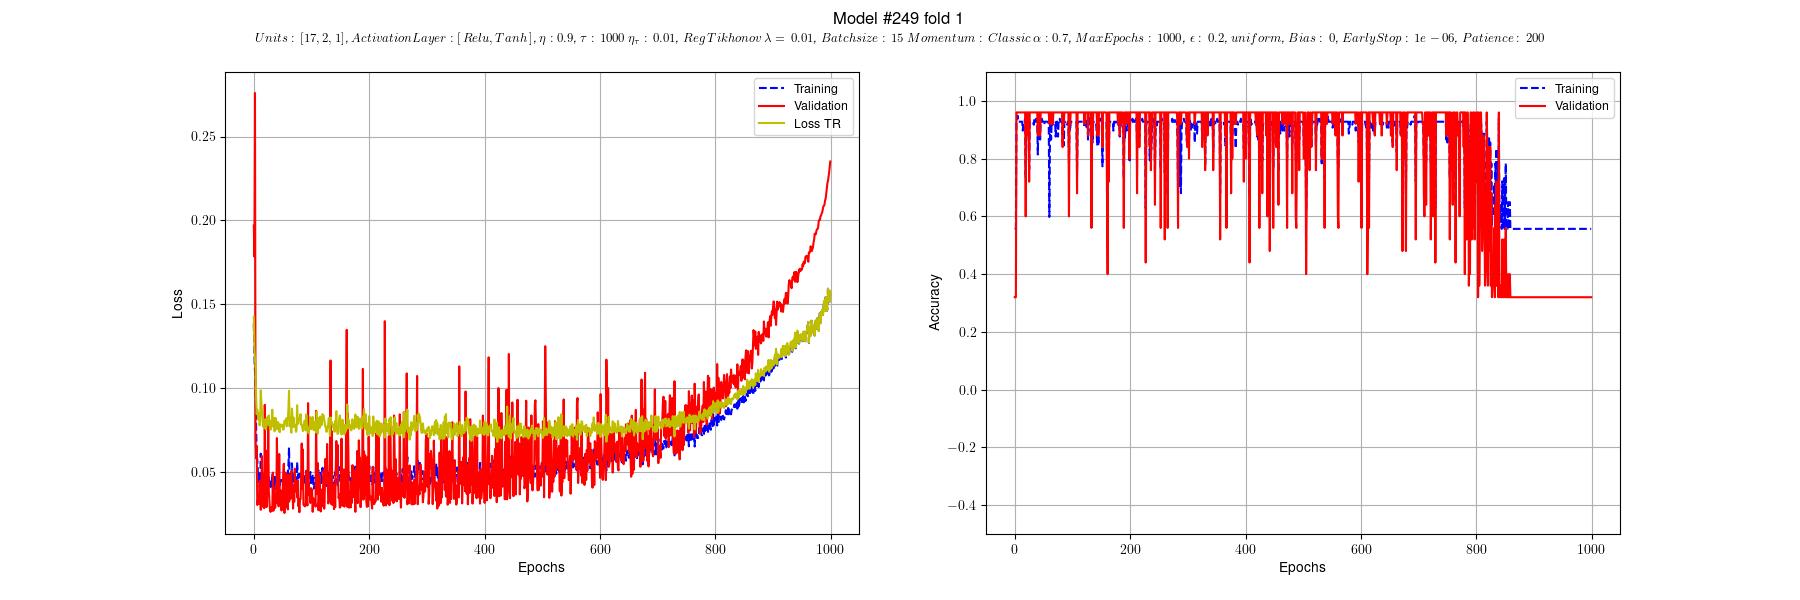 Model #249 fold 1
Units : [17, 2, 1], ActivationLayer : [ Relu, Tanh], η : 0.9, τ : 1000 η_τ : 0.01, RegTikhonov λ = 0.01, Batchsize : 15 Momentum : Classic α : 0.7, MaxEpochs : 1000, ϵ : 0.2, uniform, Bias : 0, EarlyStop : 1e − 06, Patience : 200
Training
Validation
Loss TR
0.25
0.20
0.15
0.10
0.05
Loss
0 200 400 600 800 1000
Epochs
Training
Validation
1.0
0.8
0.6
0.4
0.2
0.0
−0.2
−0.4
Accuracy
0 200 400 600 800 1000
Epochs